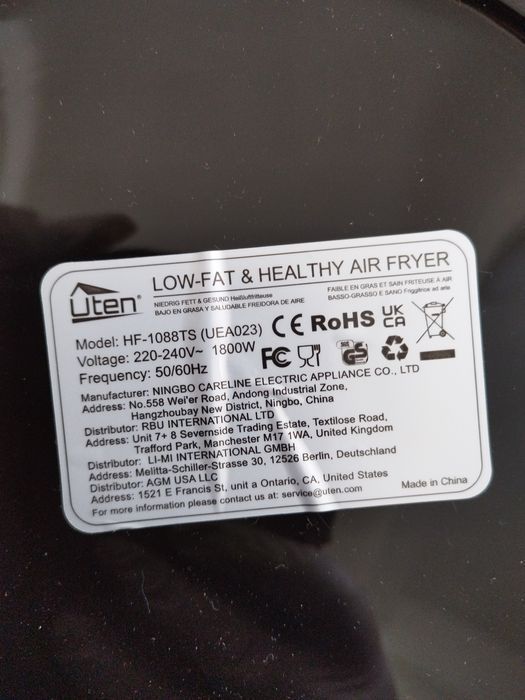 Uten®
LOW-FAT & HEALTHY AIR FRYER
NIEDRIG FETT & GESUND Heißluftfritteuse
BAJO EN GRASA Y SALUDABLE FREIDORA DE AIRE
FAIBLE EN GRAS ET SAIN FRITEUSE À AIR
BASSO-GRASSO E SANO Friggitrice ad aria
Model: HF-1088TS (UEA023)
Voltage: 220-240V~ 1800W
Frequency: 50/60Hz
CE RoHS UK CA
FC GS
Manufacturer: NINGBO CARELINE ELECTRIC APPLIANCE CO., LTD
Address: No.558 Wei'er Road, Andong Industrial Zone,
Hangzhoubay New District, Ningbo, China
Distributor: RBU INTERNATIONAL LTD
Address: Unit 7+ 8 Severnside Trading Estate, Textilose Road,
Trafford Park, Manchester M17 1WA, United Kingdom
Distributor: LI-MI INTERNATIONAL GMBH
Address: Melitta-Schiller-Strasse 30, 12526 Berlin, Deutschland
Distributor: AGM USA LLC
Address: 1521 E Francis St, unit a Ontario, CA, United States
For more information please contact us at: service@uten.com
Made in China